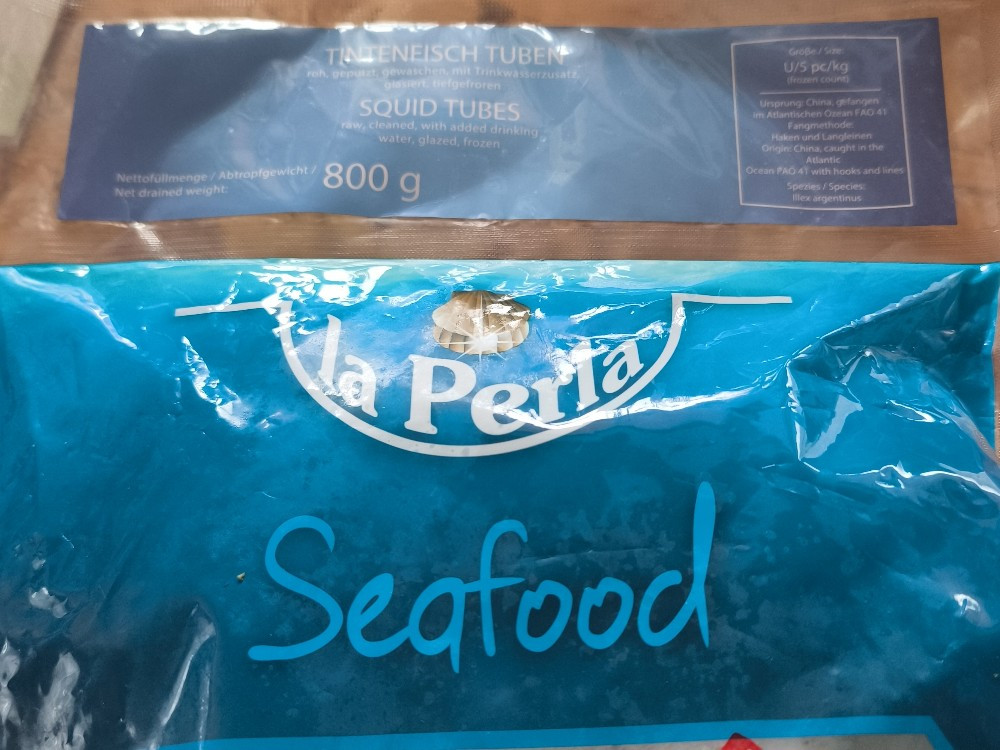 TINTENFISCH TUBEN
roh, geputzt, gewaschen, mit Trinkwasserzusatz,
glasiert, tiefgefroren
SQUID TUBES
raw, cleaned, with added drinking
water, glazed, frozen
Nettofüllmenge / Abtropfgewicht /
Net drained weight:
800 g
Größe / Size:
U/5 pc/kg
(frozen count)
Ursprung: China, gefangen
im Atlantischen Ozean FAO 41
Fangmethode:
Haken und Langleinen
Origin: China, caught in the
Atlantic
Ocean FAO 41 with hooks and lines
Spezies / Species:
Illex argentinus
la Perla
Seafood